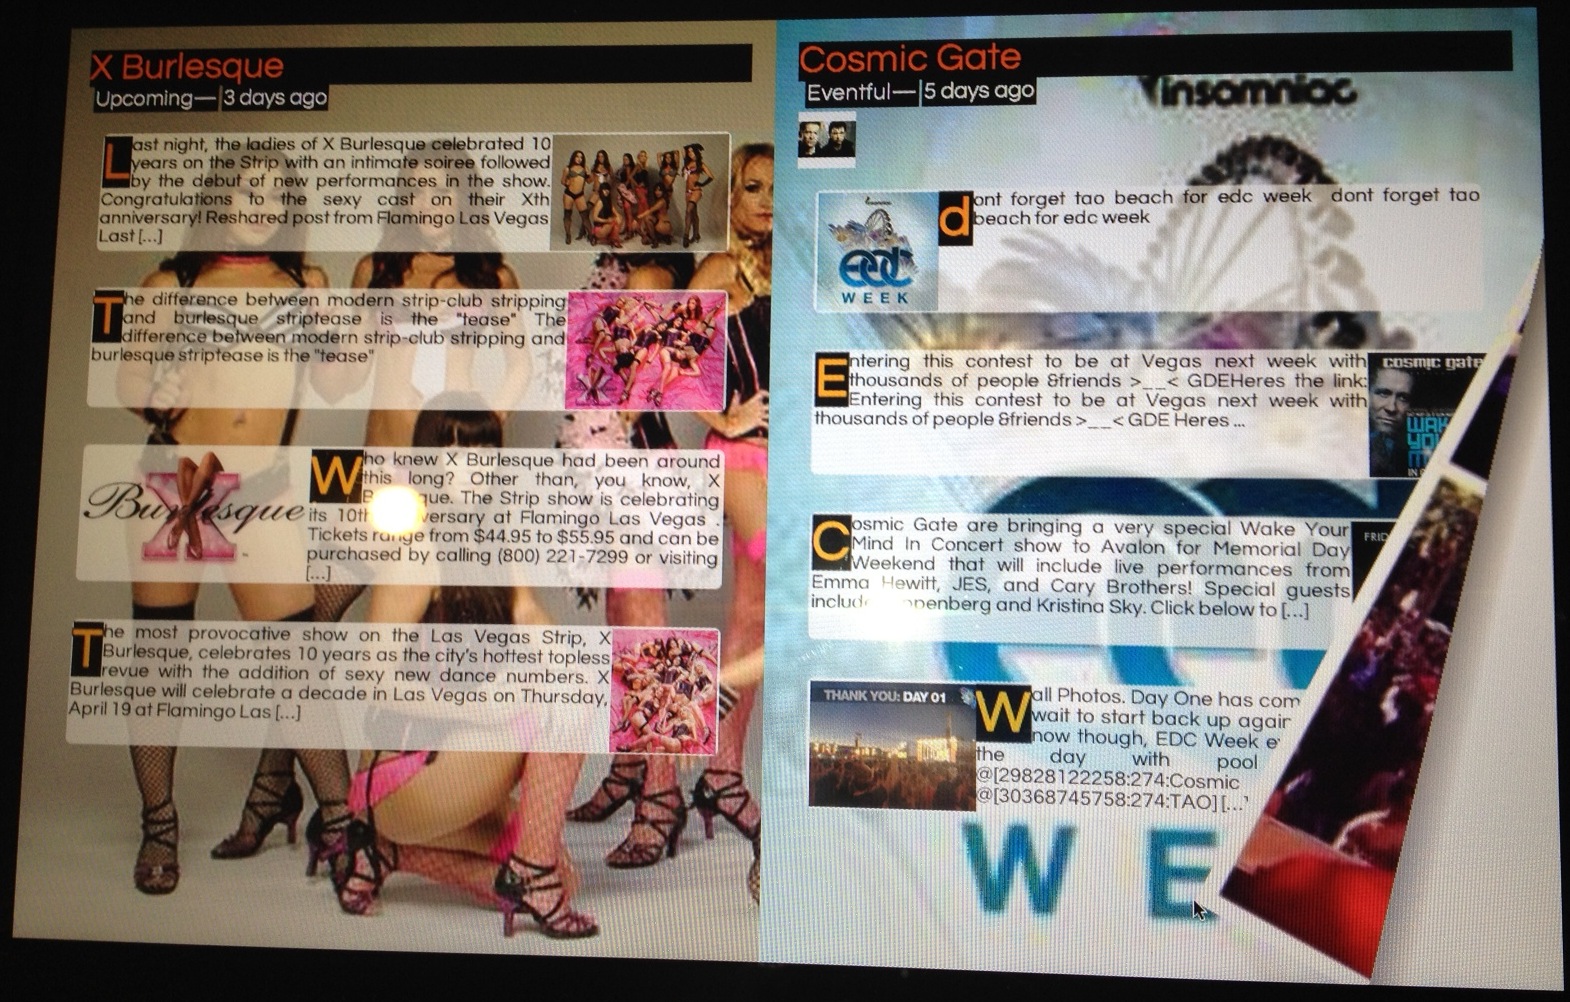 X Burlesque
Upcoming— | 3 days ago
Last night, the ladies of X Burlesque celebrated 10
years on the Strip with an intimate soiree followed
by the debut of new performances in the show.
Congratulations to the sexy cast on their Xth
anniversary! Reshared post from Flamingo Las Vegas
Last [...]
The difference between modern strip-club stripping
and burlesque striptease is the "tease" The
difference between modern strip-club stripping and
burlesque striptease is the "tease"
X Burlesque
Who knew X Burlesque had been around
this long? Other than, you know, X
its 10th at Flamingo Las Vegas .
The Strip show is celebrating
Tickets range from $44.95 to $55.95 and can be
purchased by calling (800) 221-7299 or visiting
[...]
The most provocative show on the Las Vegas Strip, X
Burlesque, celebrates 10 years as the city's hottest topless
revue with the addition of sexy new dance numbers. X
Burlesque will celebrate a decade in Las Vegas on Thursday,
April 19 at Flamingo Las [...]
Cosmic Gate
Eventful— | 5 days ago
insomniac
edc
WEEK
dont forget tao beach for edc week dont forget tao
beach for edc week
Entering this contest to be at Vegas next week with
thousands of people &friends >__< GDEHeres the link:
Entering this contest to be at Vegas next week with
thousands of people &friends >__< GDE Heres ...
cosmic gate
Cosmic Gate are bringing a very special Wake Your
Mind In Concert show to Avalon for Memorial Day
Weekend that will include live performances from
Emma Hewitt, JES, and Cary Brothers! Special guests
and Kristina Sky. Click below to [...]
THANK YOU: DAY 01
Wall Photos. Day One has
wait to start back up
now though, EDC Week
the day with pool
@[29828122258:274:Cosmic
@[30368745758:274:TAO] [...
W E